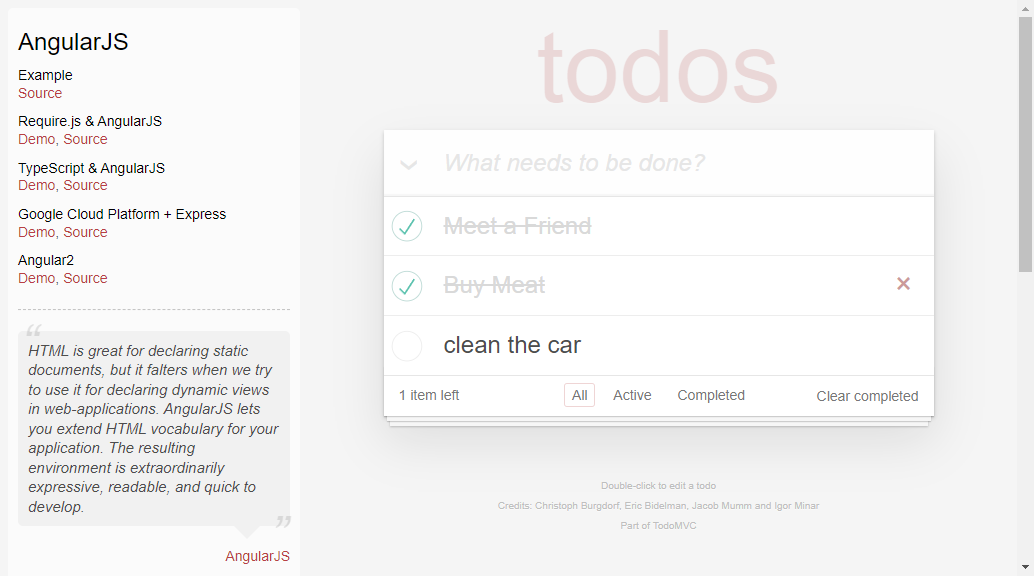 AngularJS
Example
Source
Require.js & AngularJS
Demo, Source
TypeScript & AngularJS
Demo, Source
Google Cloud Platform + Express
Demo, Source
Angular2
Demo, Source
“
HTML is great for declaring static
documents, but it falters when we try
to use it for declaring dynamic views
in web-applications. AngularJS lets
you extend HTML vocabulary for your
application. The resulting
environment is extraordinarily
expressive, readable, and quick to
develop.
”
AngularJS
todos
What needs to be done?
Meet a Friend
Buy Meat
clean the car
1 item left All Active Completed Clear completed
Double-click to edit a todo
Credits: Christoph Burgdorf, Eric Bidelman, Jacob Mumm and Igor Minar
Part of TodoMVC